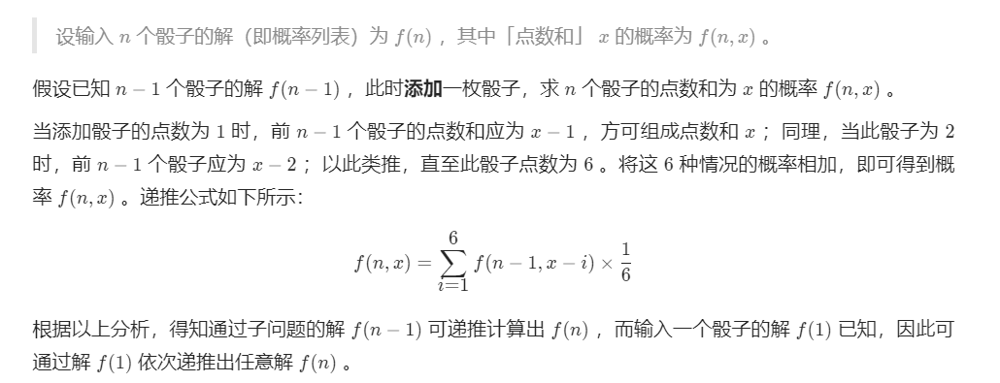 设输入 n 个骰子的解（即概率列表）为 f(n) ，其中「点数和」 x 的概率为 f(n, x) 。
假设已知 n − 1 个骰子的解 f(n − 1) ，此时添加一枚骰子，求 n 个骰子的点数和为 x 的概率 f(n, x) 。
当添加骰子的点数为 1 时，前 n − 1 个骰子的点数和应为 x − 1 ，方可组成点数和 x ；同理，当此骰子为 2
时，前 n − 1 个骰子应为 x − 2 ；以此类推，直至此骰子点数为 6 。将这 6 种情况的概率相加，即可得到概
率 f(n, x) 。递推公式如下所示：
f(n, x) = ∑_{i=1}^{6} f(n − 1, x − i) × 1/6
根据以上分析，得知通过子问题的解 f(n − 1) 可递推计算出 f(n) ，而输入一个骰子的解 f(1) 已知，因此可
通过解 f(1) 依次递推出任意解 f(n) 。